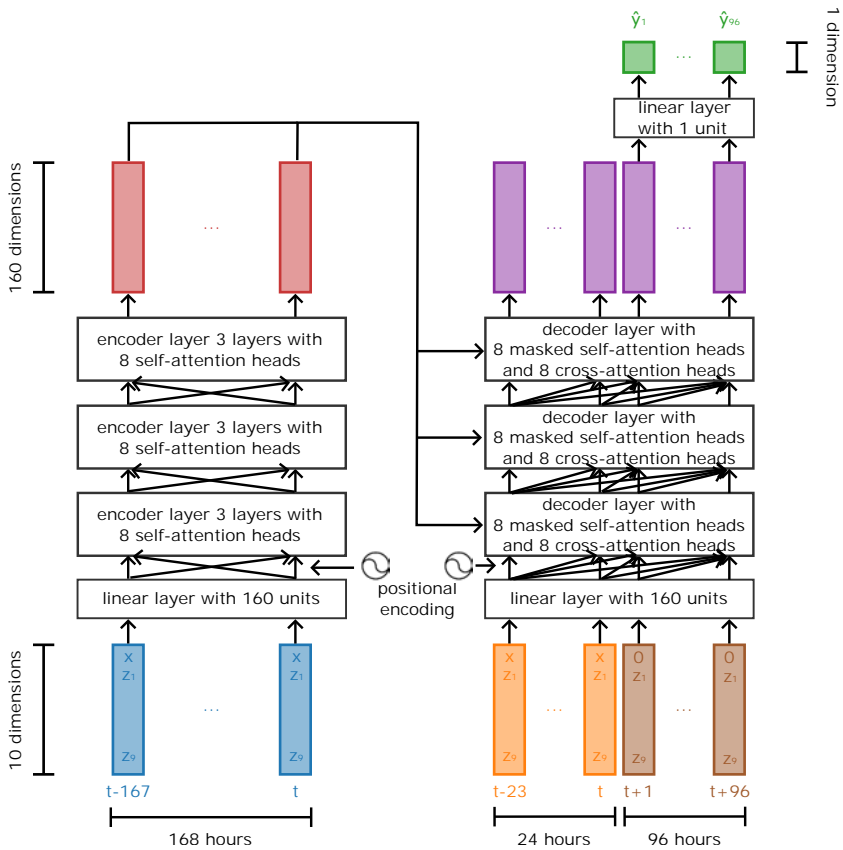 ŷ1
ŷ96
...
1 dimension
linear layer
with 1 unit
160 dimensions
...
...
...
encoder layer 3 layers with
8 self-attention heads
decoder layer with
8 masked self-attention heads
and 8 cross-attention heads
encoder layer 3 layers with
8 self-attention heads
decoder layer with
8 masked self-attention heads
and 8 cross-attention heads
encoder layer 3 layers with
8 self-attention heads
decoder layer with
8 masked self-attention heads
and 8 cross-attention heads
positional
encoding
linear layer with 160 units
linear layer with 160 units
10 dimensions
x
z1
z9
...
x
z1
z9
x
z1
z9
...
x
z1
z9
0
z1
z9
...
0
z1
z9
t-167
t
t-23
t
t+1
t+96
168 hours
24 hours
96 hours